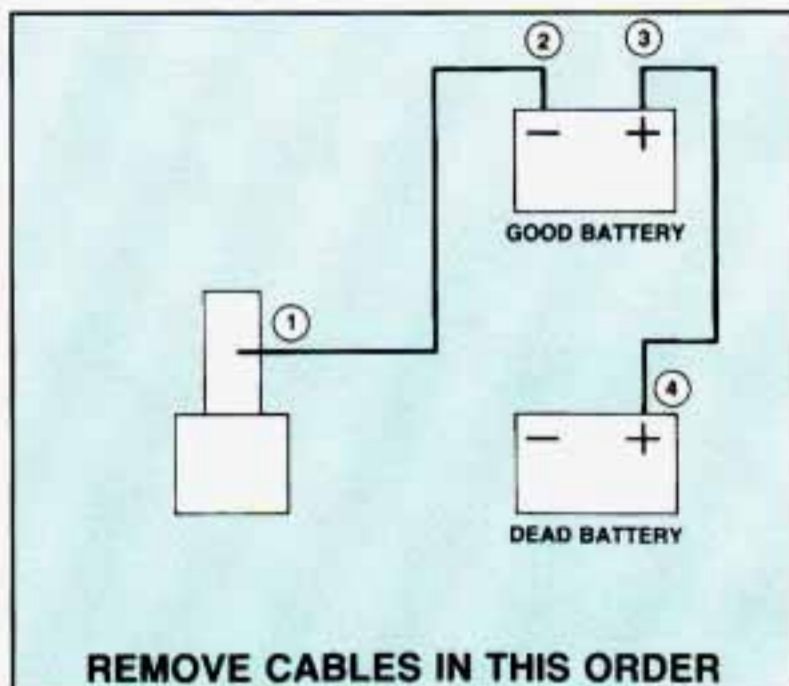 ② ③
− +
GOOD BATTERY
①
④
− +
DEAD BATTERY
REMOVE CABLES IN THIS ORDER